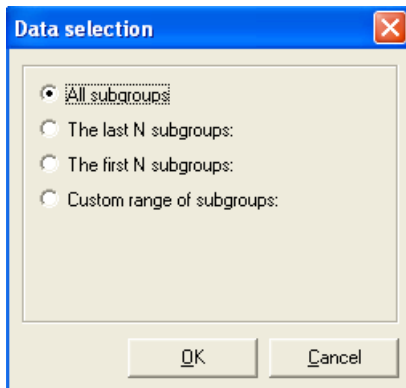 Data selection
All subgroups
The last N subgroups:
The first N subgroups:
Custom range of subgroups:
OK
Cancel